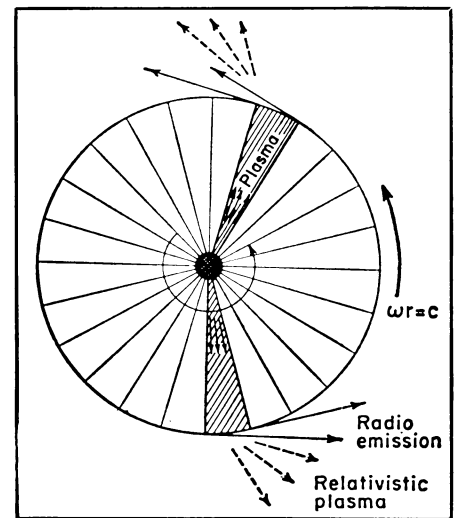 Plasma
ωr=c
Radio
emission
Relativistic
plasma